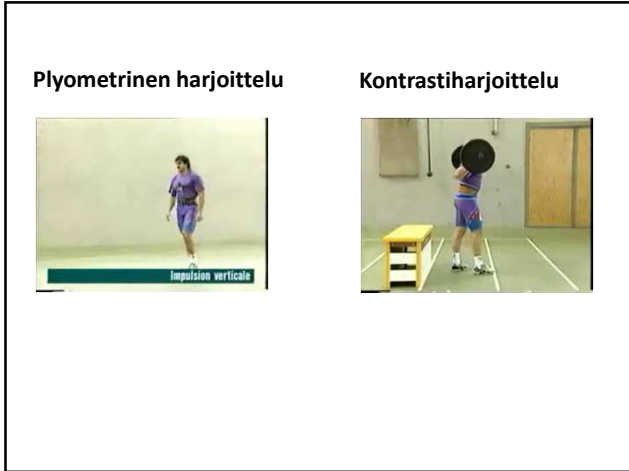 Plyometrinen harjoittelu
Kontrastiharjoittelu
Impulsion verticale